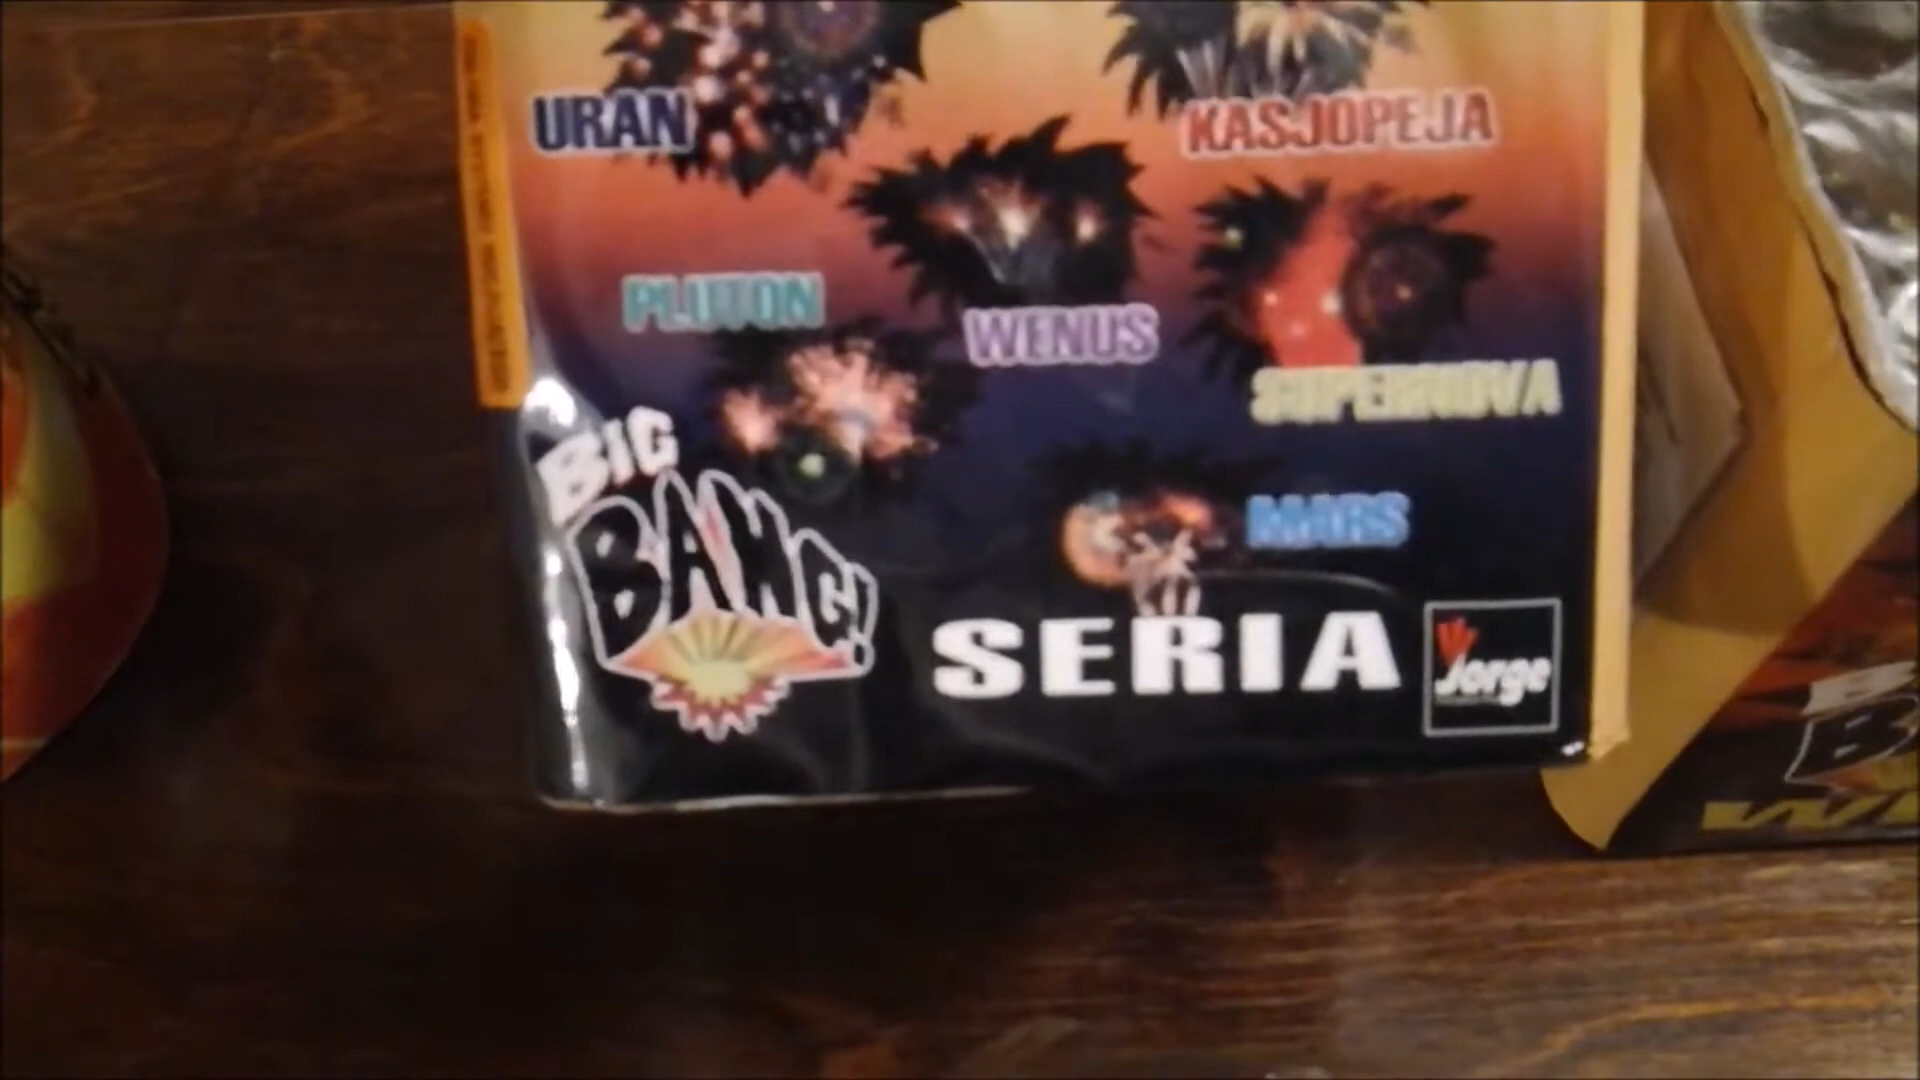 URAN
KASJOPEJA
PLUTON
WENUS
SUPERNOVA
BIG
BANG!
MARS
SERIA
Jorge